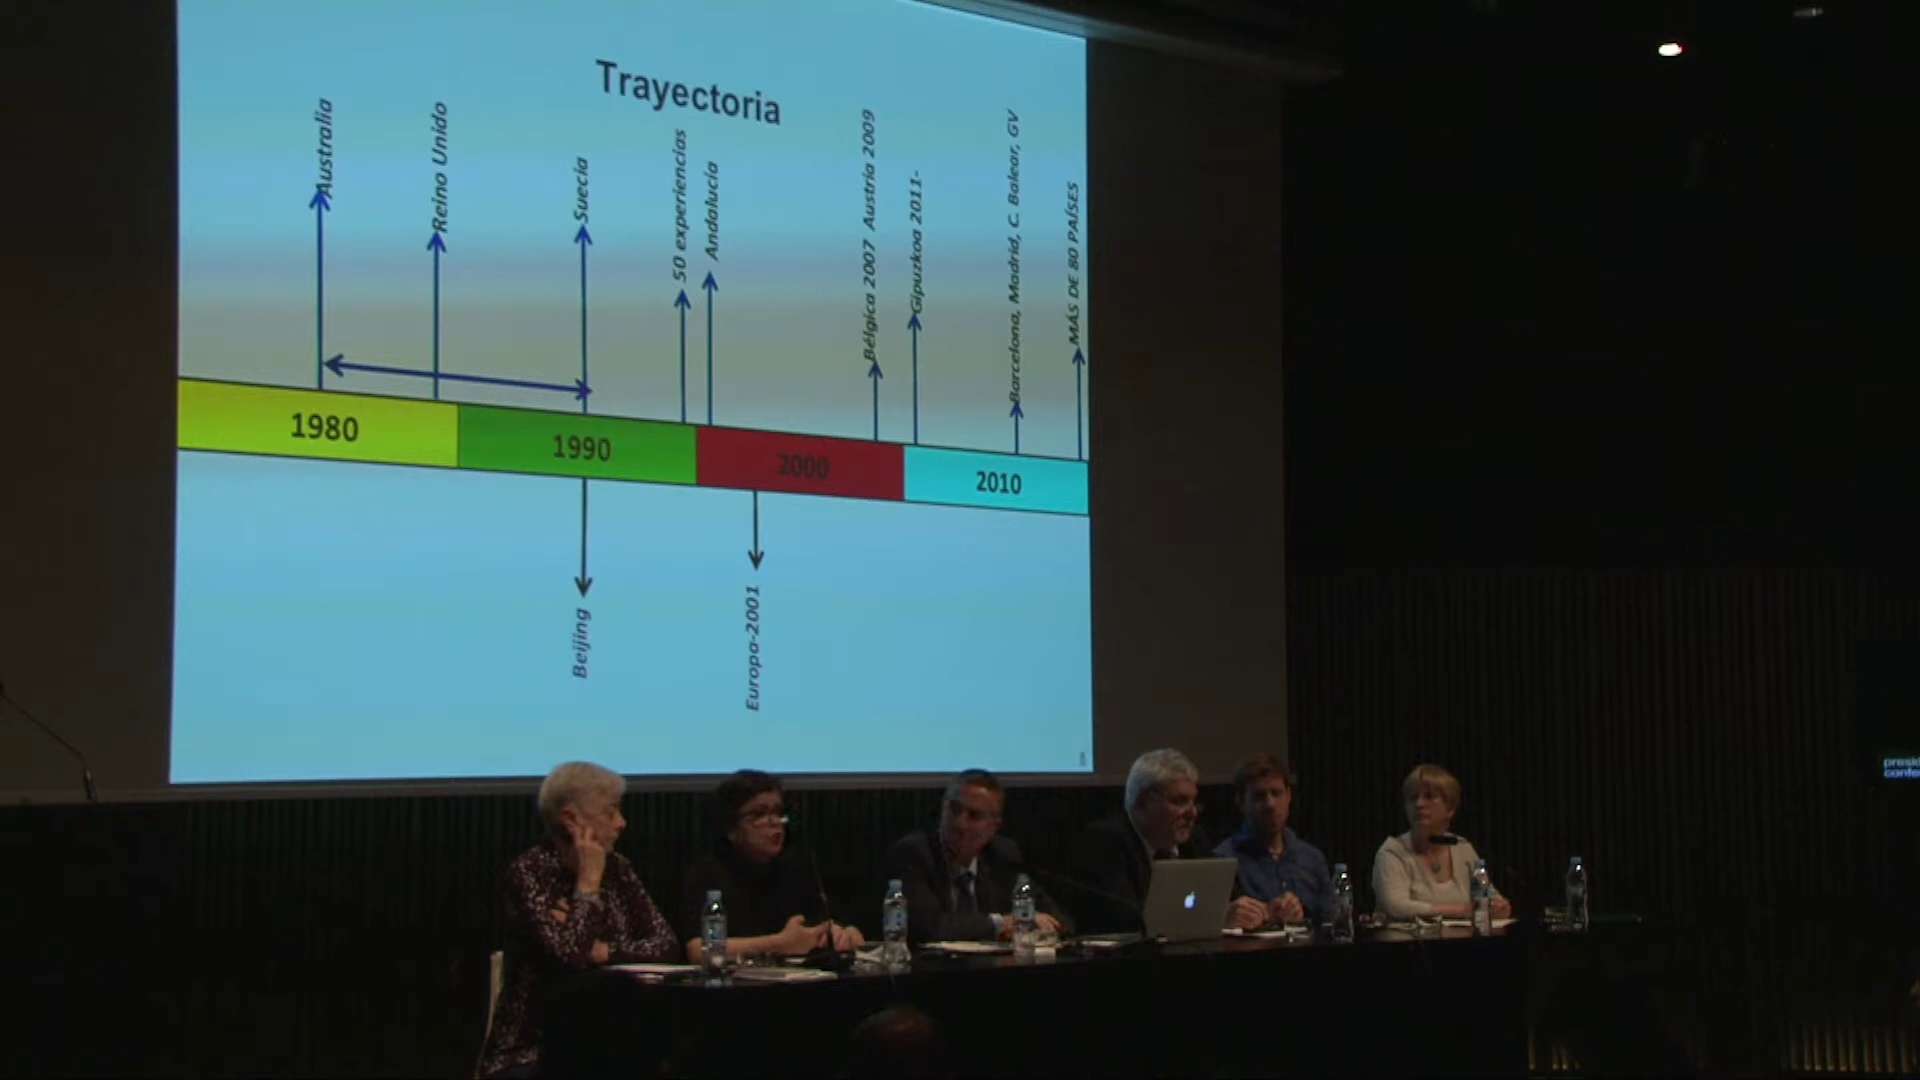 Trayectoria
Australia
Reino Unido
Suecia
50 experiencias
Andalucía
Bélgica 2007 Austria 2009
Gipuzkoa 2011-
Barcelona, Madrid, C. Balear, GV
MÁS DE 80 PAÍSES
1980
1990
2000
2010
Beijing
Europa-2001